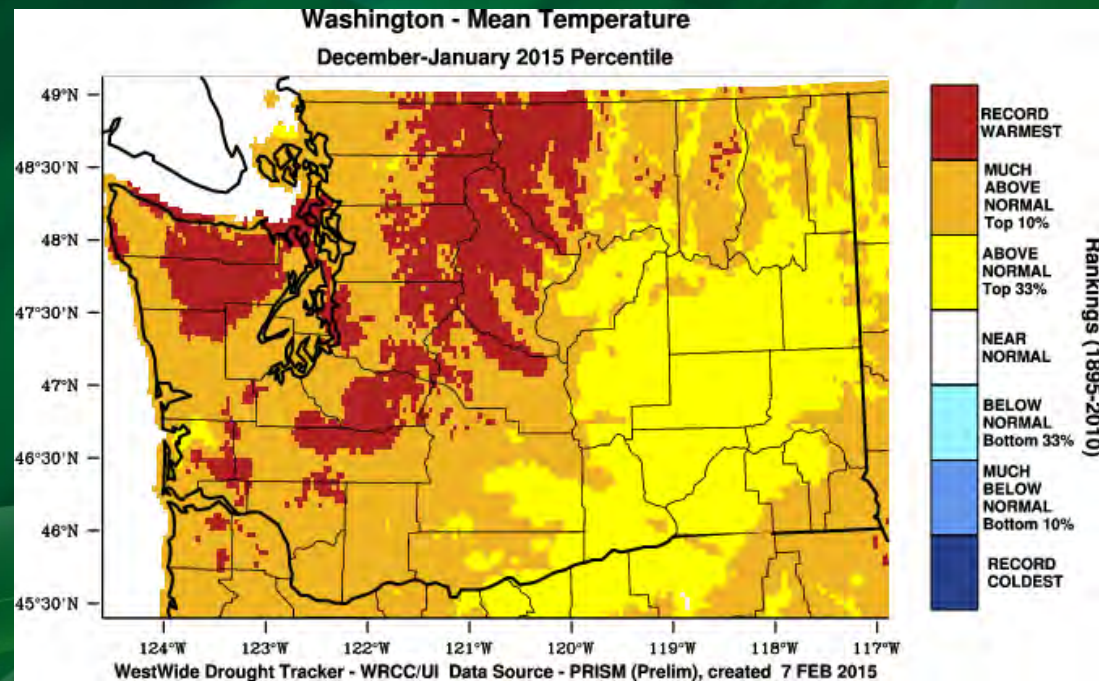 Washington - Mean Temperature
December-January 2015 Percentile
49°N
48°30'N
48°N
47°30'N
47°N
46°30'N
46°N
45°30'N
124°W
123°W
122°W
121°W
120°W
119°W
118°W
117°W
RECORD
WARMEST
MUCH
ABOVE
NORMAL
Top 10%
ABOVE
NORMAL
Top 33%
NEAR
NORMAL
BELOW
NORMAL
Bottom 33%
MUCH
BELOW
NORMAL
Bottom 10%
RECORD
COLDEST
Rankings (1895-2010)
WestWide Drought Tracker - WRCC/UI Data Source - PRISM (Prelim), created 7 FEB 2015